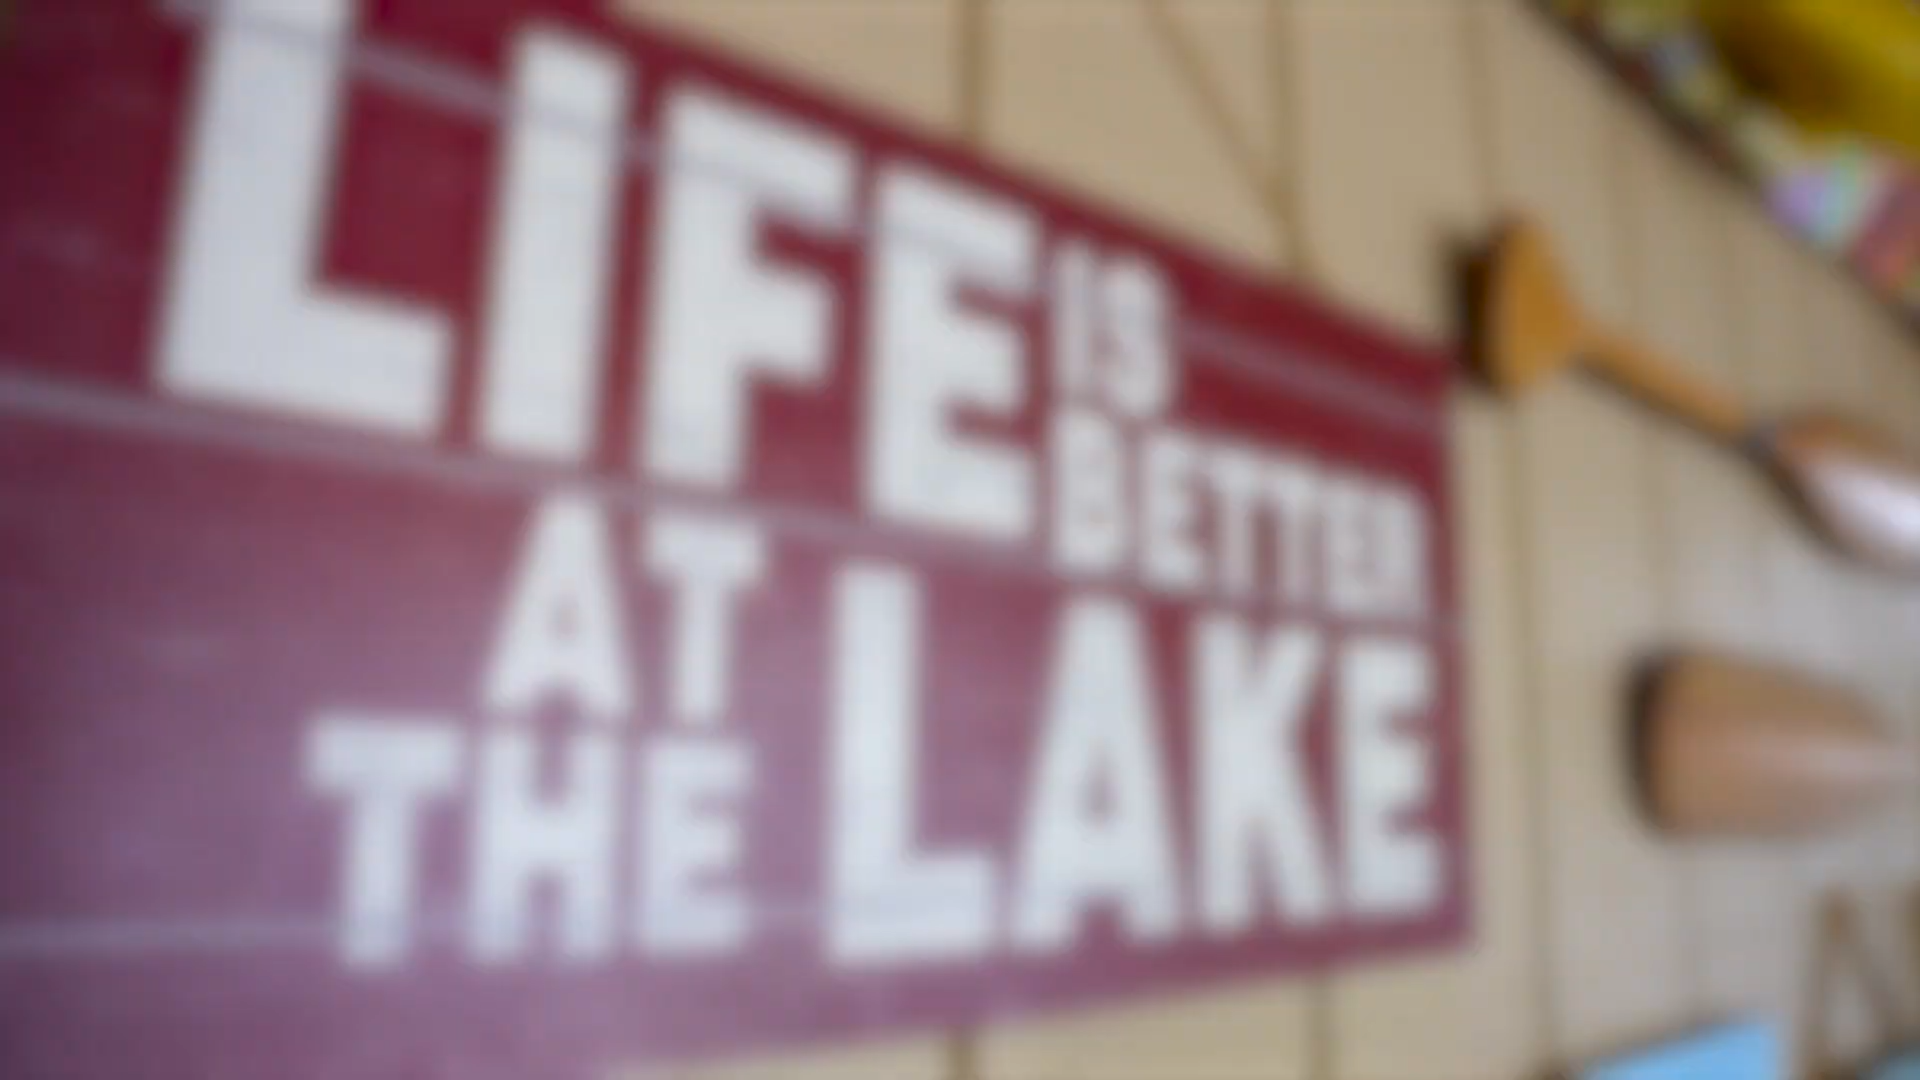 LIFE IS
BETTER
AT
THE LAKE